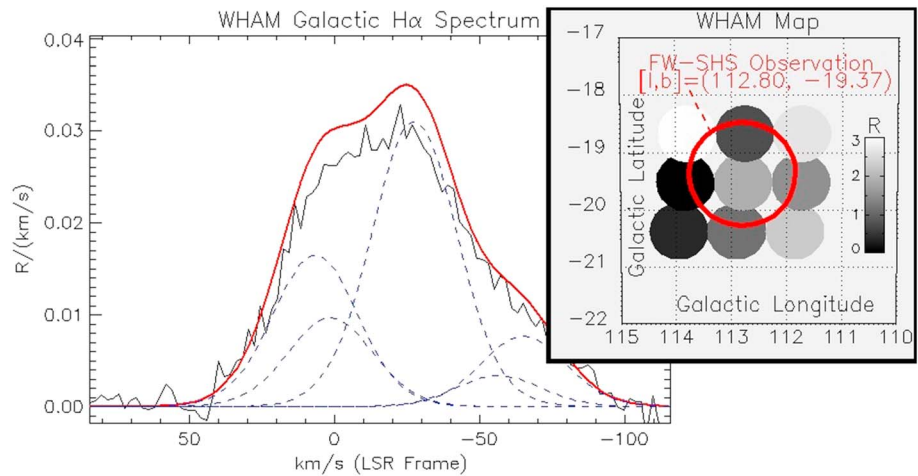 WHAM Galactic Hα Spectrum
0.04
0.03
0.02
0.01
0.00
R/(km/s)
50
0
-50
-100
km/s (LSR Frame)
WHAM Map
-17
-18
-19
-20
-21
-22
Galactic Latitude
FW-SHS Observation
[l,b]=(112.80, -19.37)
R
3
2
1
0
Galactic Longitude
115
114
113
112
111
110